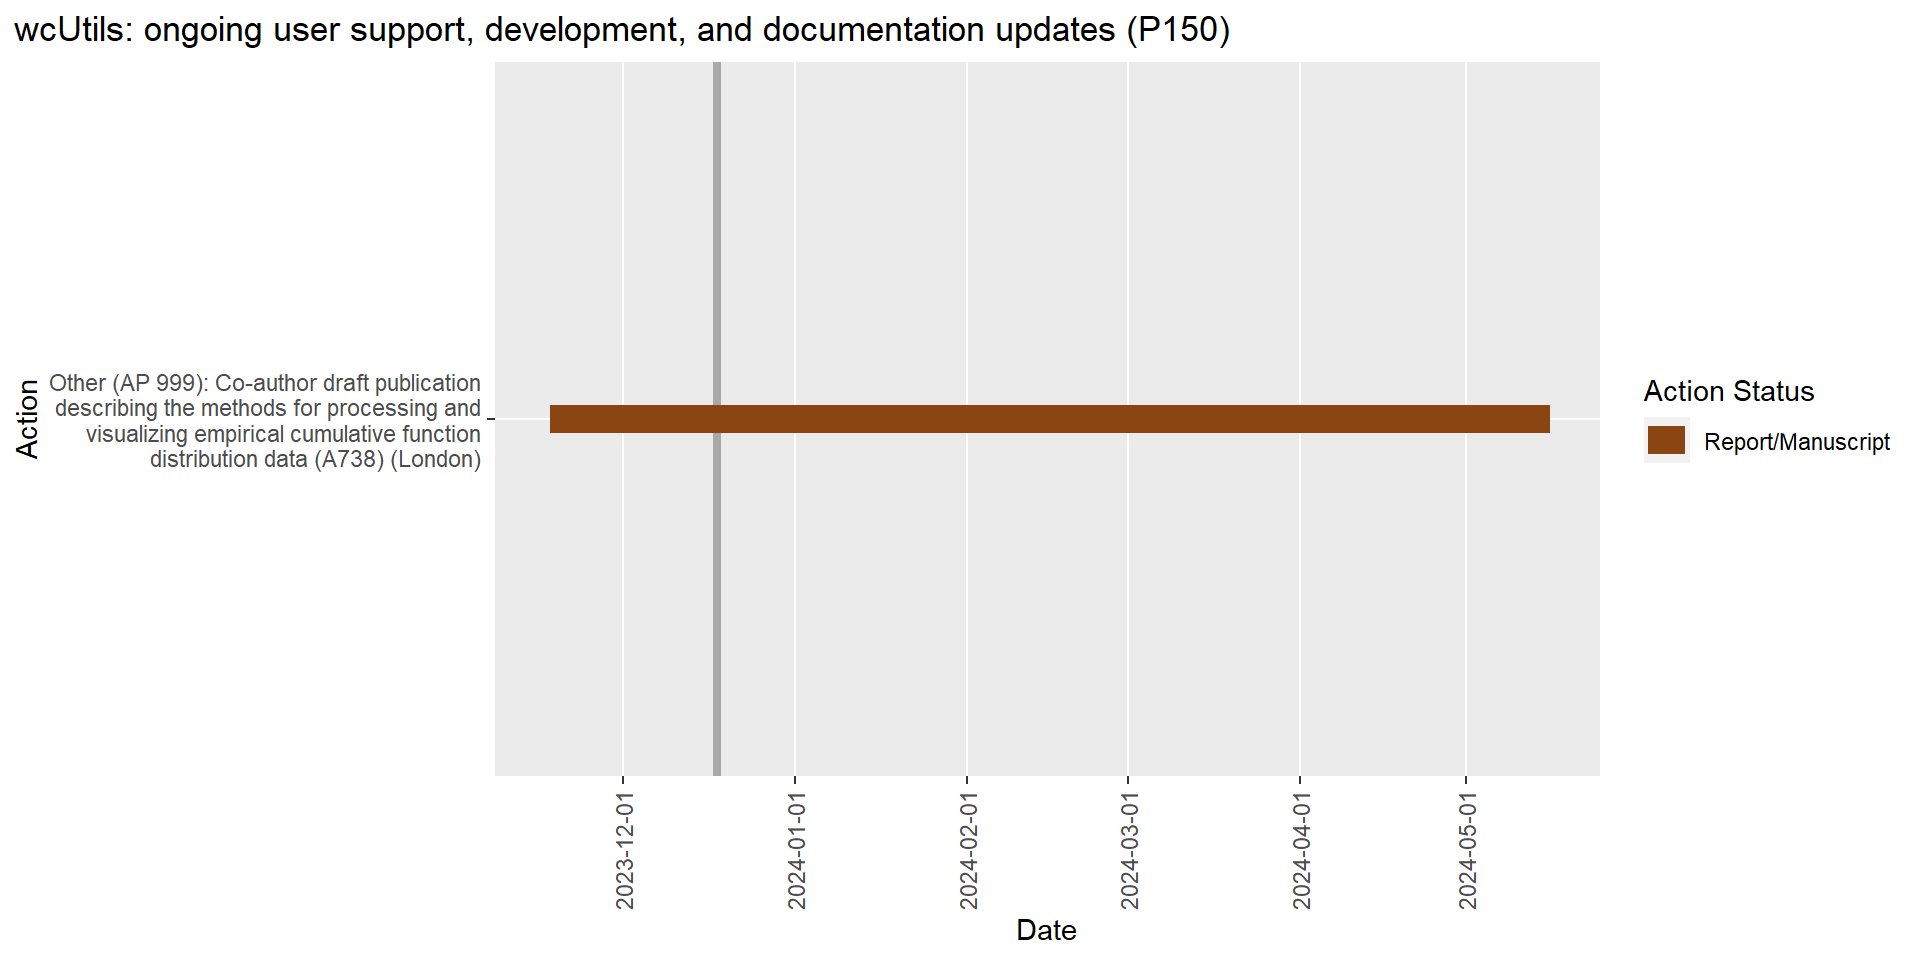 wcUtils: ongoing user support, development, and documentation updates (P150)
Action
Other (AP 999): Co-author draft publication
describing the methods for processing and
visualizing empirical cumulative function
distribution data (A738) (London)
Action Status
Report/Manuscript
2023-12-01
2024-01-01
2024-02-01
2024-03-01
2024-04-01
2024-05-01
Date